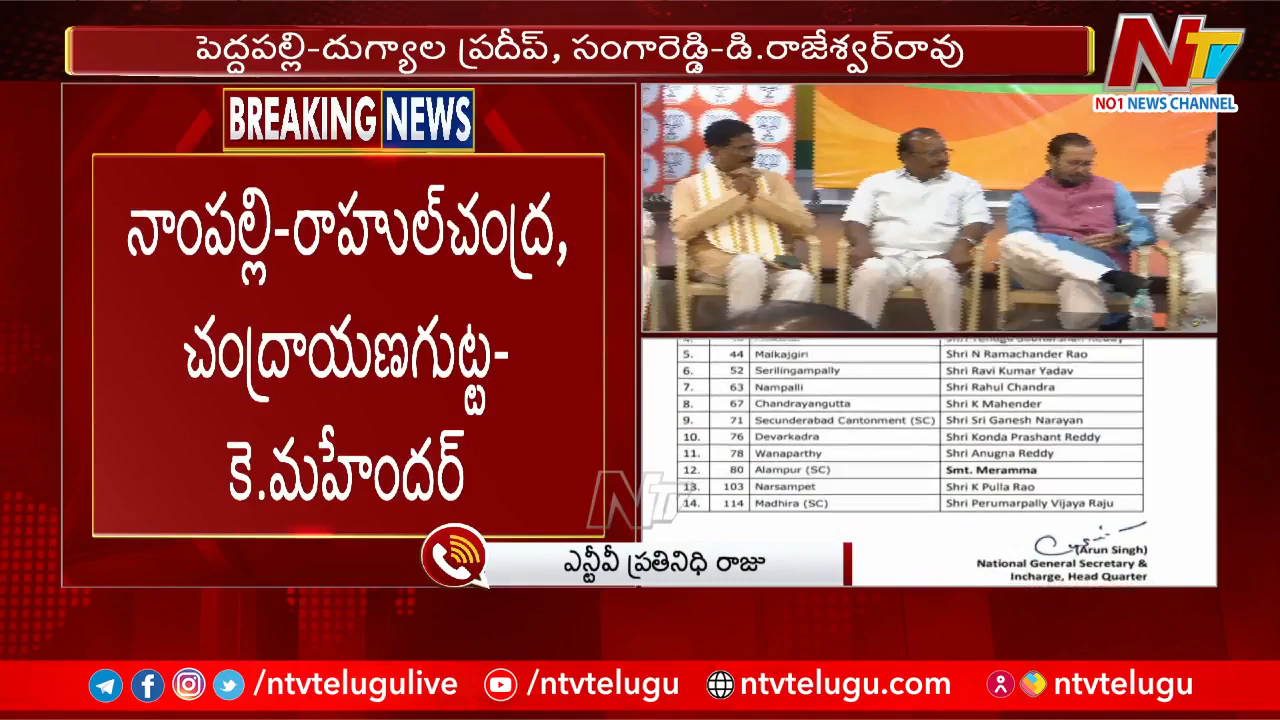 పెద్దపల్లి-దుగ్యాల ప్రదీప్, సంగారెడ్డి-డి.రాజేశ్వర్‌రావు
NTV
NO1 NEWS CHANNEL
BREAKING NEWS
నాంపల్లి-రాహుల్‌చంద్ర,
చంద్రాయణగుట్ట-
కె.మహేందర్
5. 44 Malkajgiri Shri N Ramachander Rao
6. 52 Serilingampally Shri Ravi Kumar Yadav
7. 63 Nampalli Shri Rahul Chandra
8. 67 Chandrayangutta Shri K Mahender
9. 71 Secunderabad Cantonment (SC) Shri Sri Ganesh Narayan
10. 76 Devarkadra Shri Konda Prashant Reddy
11. 78 Wanaparthy Shri Anugna Reddy
12. 80 Alampur (SC) Smt. Meramma
13. 103 Narsampet Shri K Pulla Rao
14. 114 Madhira (SC) Shri Perumarpally Vijaya Raju
(Arun Singh)
National General Secretary &
Incharge, Head Quarter
NTV
ఎన్టీవీ ప్రతినిధి రాజు
/ntvtelugulive /ntvtelugu ntvtelugu.com ntvtelugu